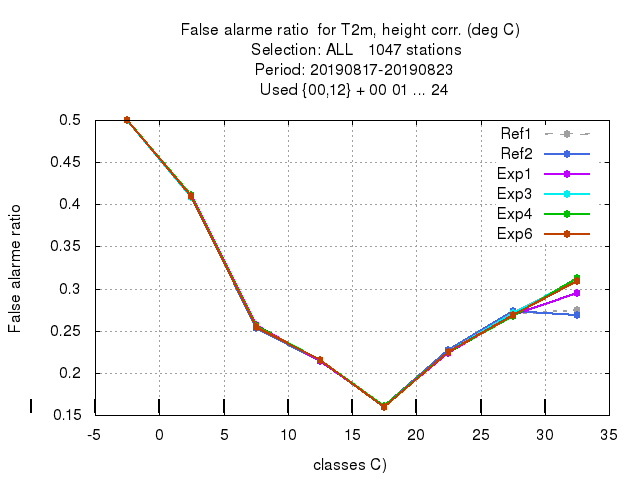 False alarme ratio  for T2m, height corr. (deg C)
Selection: ALL   1047 stations
Period: 20190817-20190823
Used {00,12} + 00 01 ... 24
False alarme ratio
0.5
0.45
0.4
0.35
0.3
0.25
0.2
0.15
Ref1
Ref2
Exp1
Exp3
Exp4
Exp6
-5 0 5 10 15 20 25 30 35
classes C)